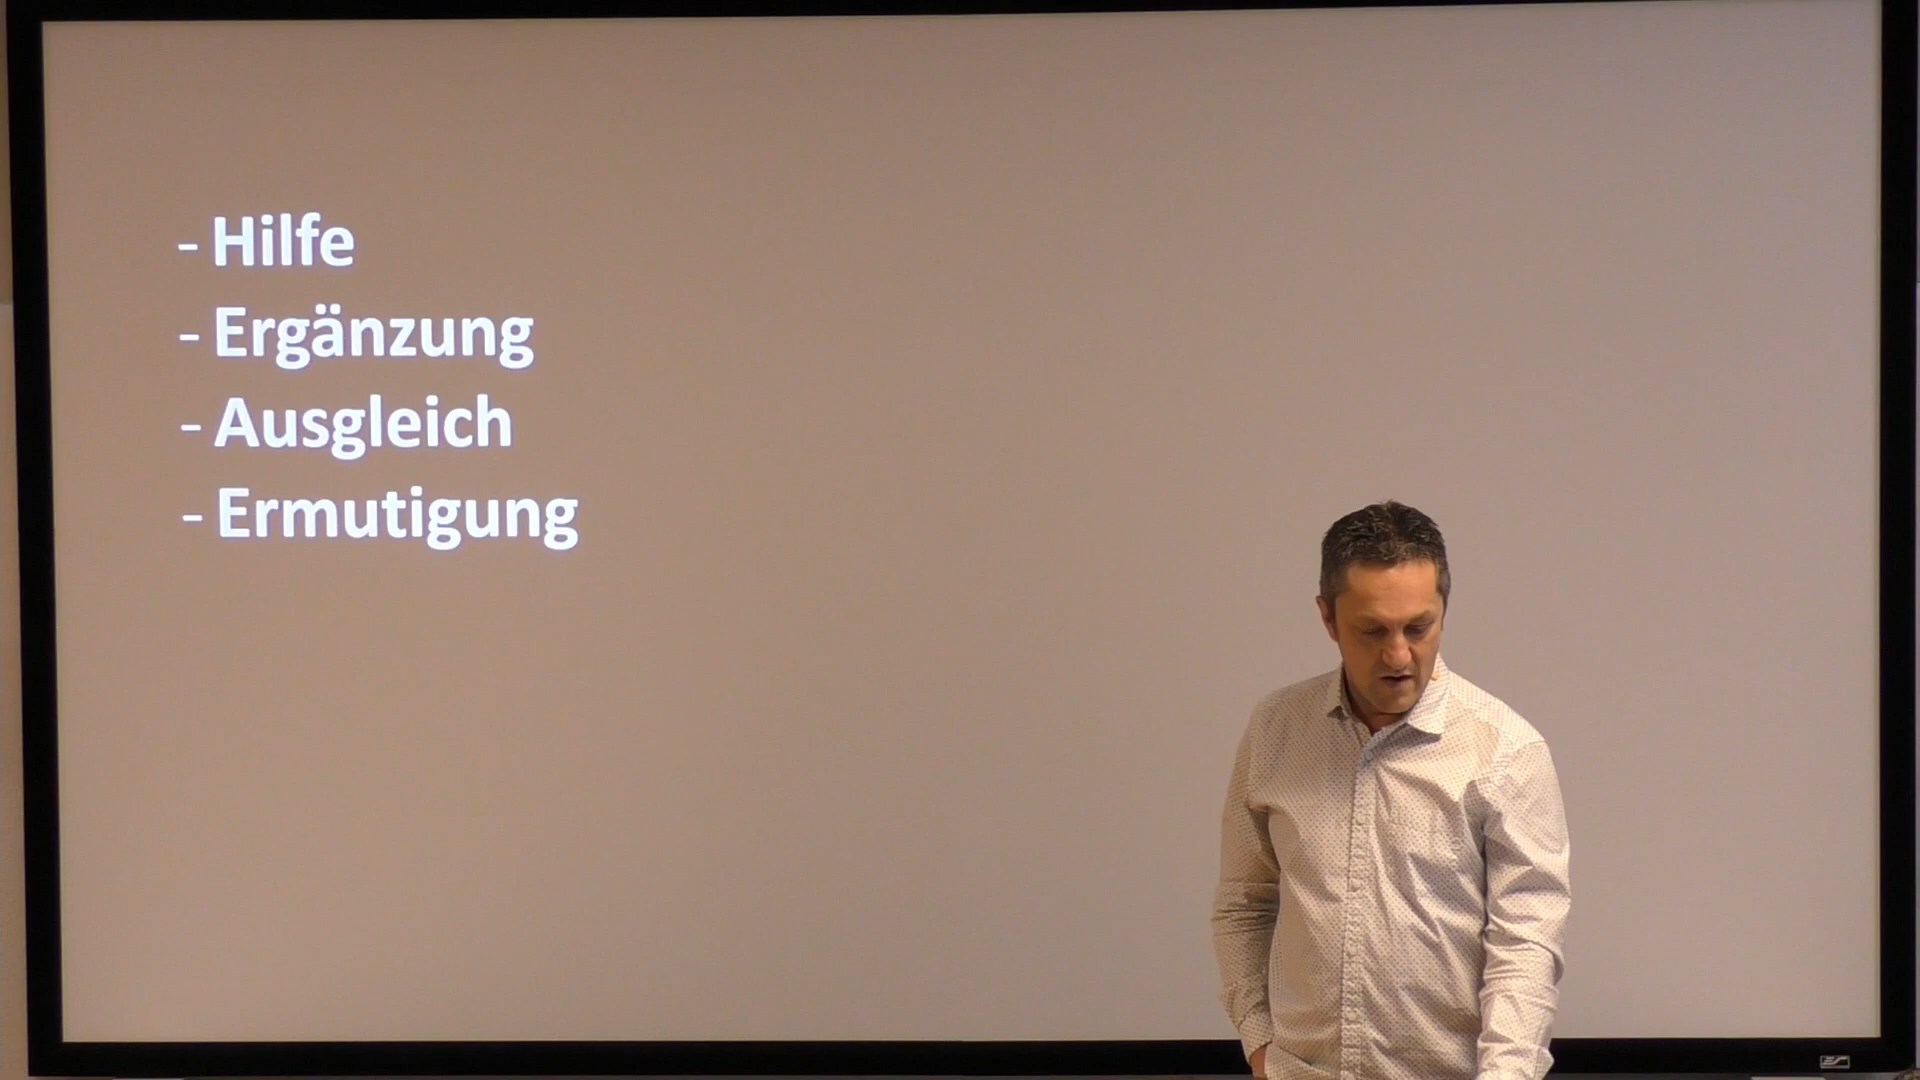 - Hilfe
- Ergänzung
- Ausgleich
- Ermutigung